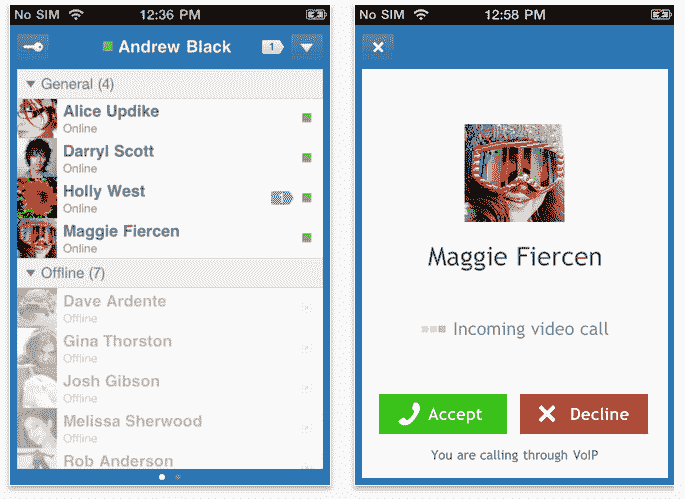 No SIM 12:36 PM
Andrew Black 1
General (4)
Alice Updike
Online
Darryl Scott
Online
Holly West
Online
1
Maggie Fiercen
Online
Offline (7)
Dave Ardente
Offline
Gina Thorston
Offline
Josh Gibson
Offline
Melissa Sherwood
Offline
Rob Anderson
No SIM 12:58 PM
Maggie Fiercen
Incoming video call
Accept Decline
You are calling through VoIP